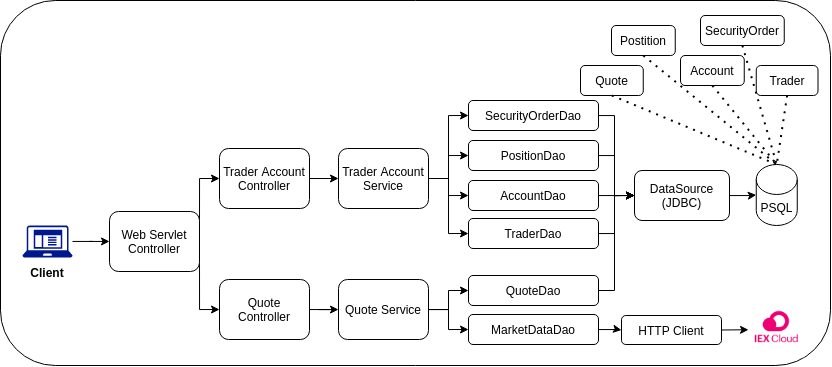 SecurityOrder
Postition
Account
Quote
Trader
SecurityOrderDao
PositionDao
AccountDao
TraderDao
Trader Account
Controller
Trader Account
Service
DataSource
(JDBC)
PSQL
Web Servlet
Controller
Client
QuoteDao
Quote
Controller
Quote Service
MarketDataDao
HTTP Client
IEX Cloud